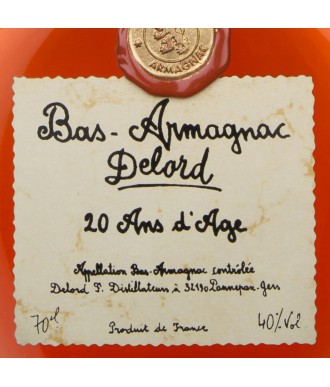 ARMAGNAC
Bas-Armagnac
Delord
20 Ans d'Age
Appellation Bas-Armagnac contrôlée
Delord F. Distillateurs à 32190 Lannepax-Gers
70cl
40% Vol
Produit de France